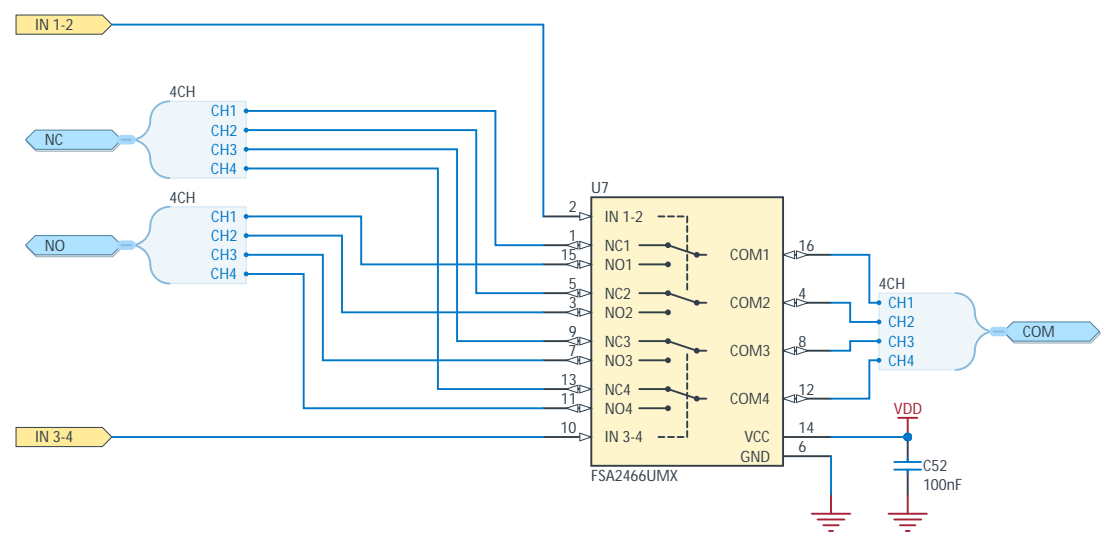 IN 1-2
4CH
CH1
CH2
CH3
CH4
NC
4CH
CH1
CH2
CH3
CH4
NO
IN 3-4
U7
2 IN 1-2
1 NC1
15 NO1
COM1 16
5 NC2
3 NO2
COM2 4
9 NC3
7 NO3
COM3 8
13 NC4
11 NO4
COM4 12
10 IN 3-4
VCC 14
GND 6
FSA2466UMX
4CH
CH1
CH2
CH3
CH4
COM
VDD
C52
100nF